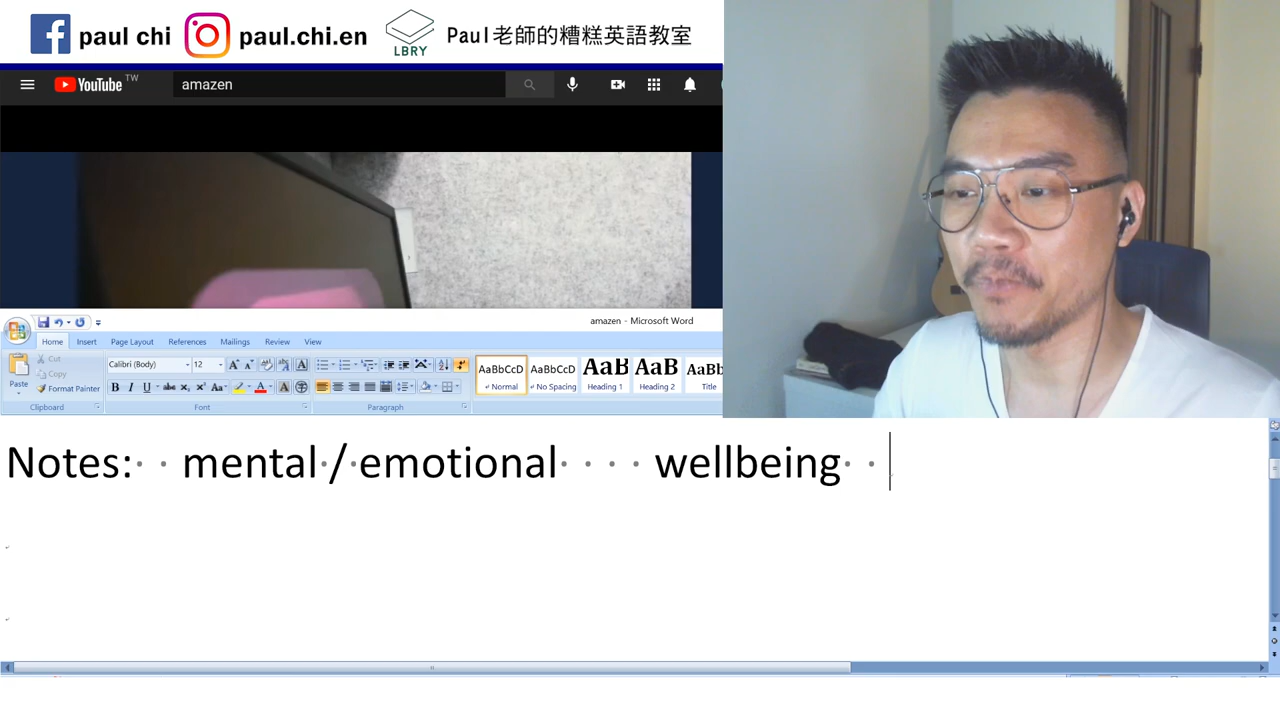 paul chi paul.chi.en LBRY Paul老師的糟糕英語教室
YouTube TW amazen
amazen - Microsoft Word
Home Insert Page Layout References Mailings Review View
Paste Cut Copy Format Painter
Calibri (Body) 12
AaBbCcD AaBbCcD AaB AaB AaB
Normal No Spacing Heading 1 Heading 2 Title
Clipboard Font Paragraph
Notes: mental / emotional wellbeing